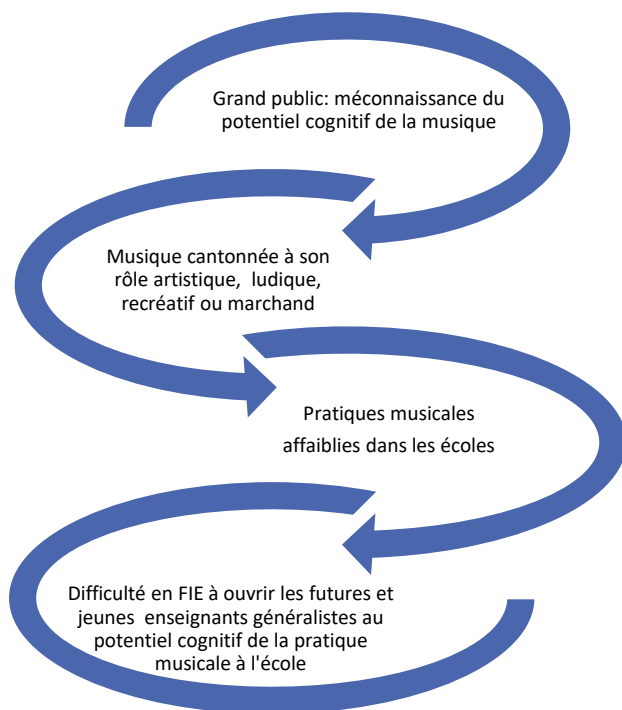 Grand public: méconnaissance du
potentiel cognitif de la musique
Musique cantonnée à son
rôle artistique, ludique,
recréatif ou marchand
Pratiques musicales
affaiblies dans les écoles
Difficulté en FIE à ouvrir les futures et
jeunes enseignants généralistes au
potentiel cognitif de la pratique
musicale à l'école